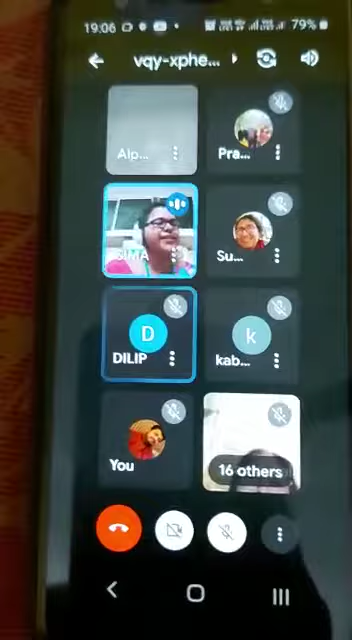 19:06 79%
vqy-xphe...
Alp...
Pra...
Su...
D
DILIP
k
kab...
You
16 others